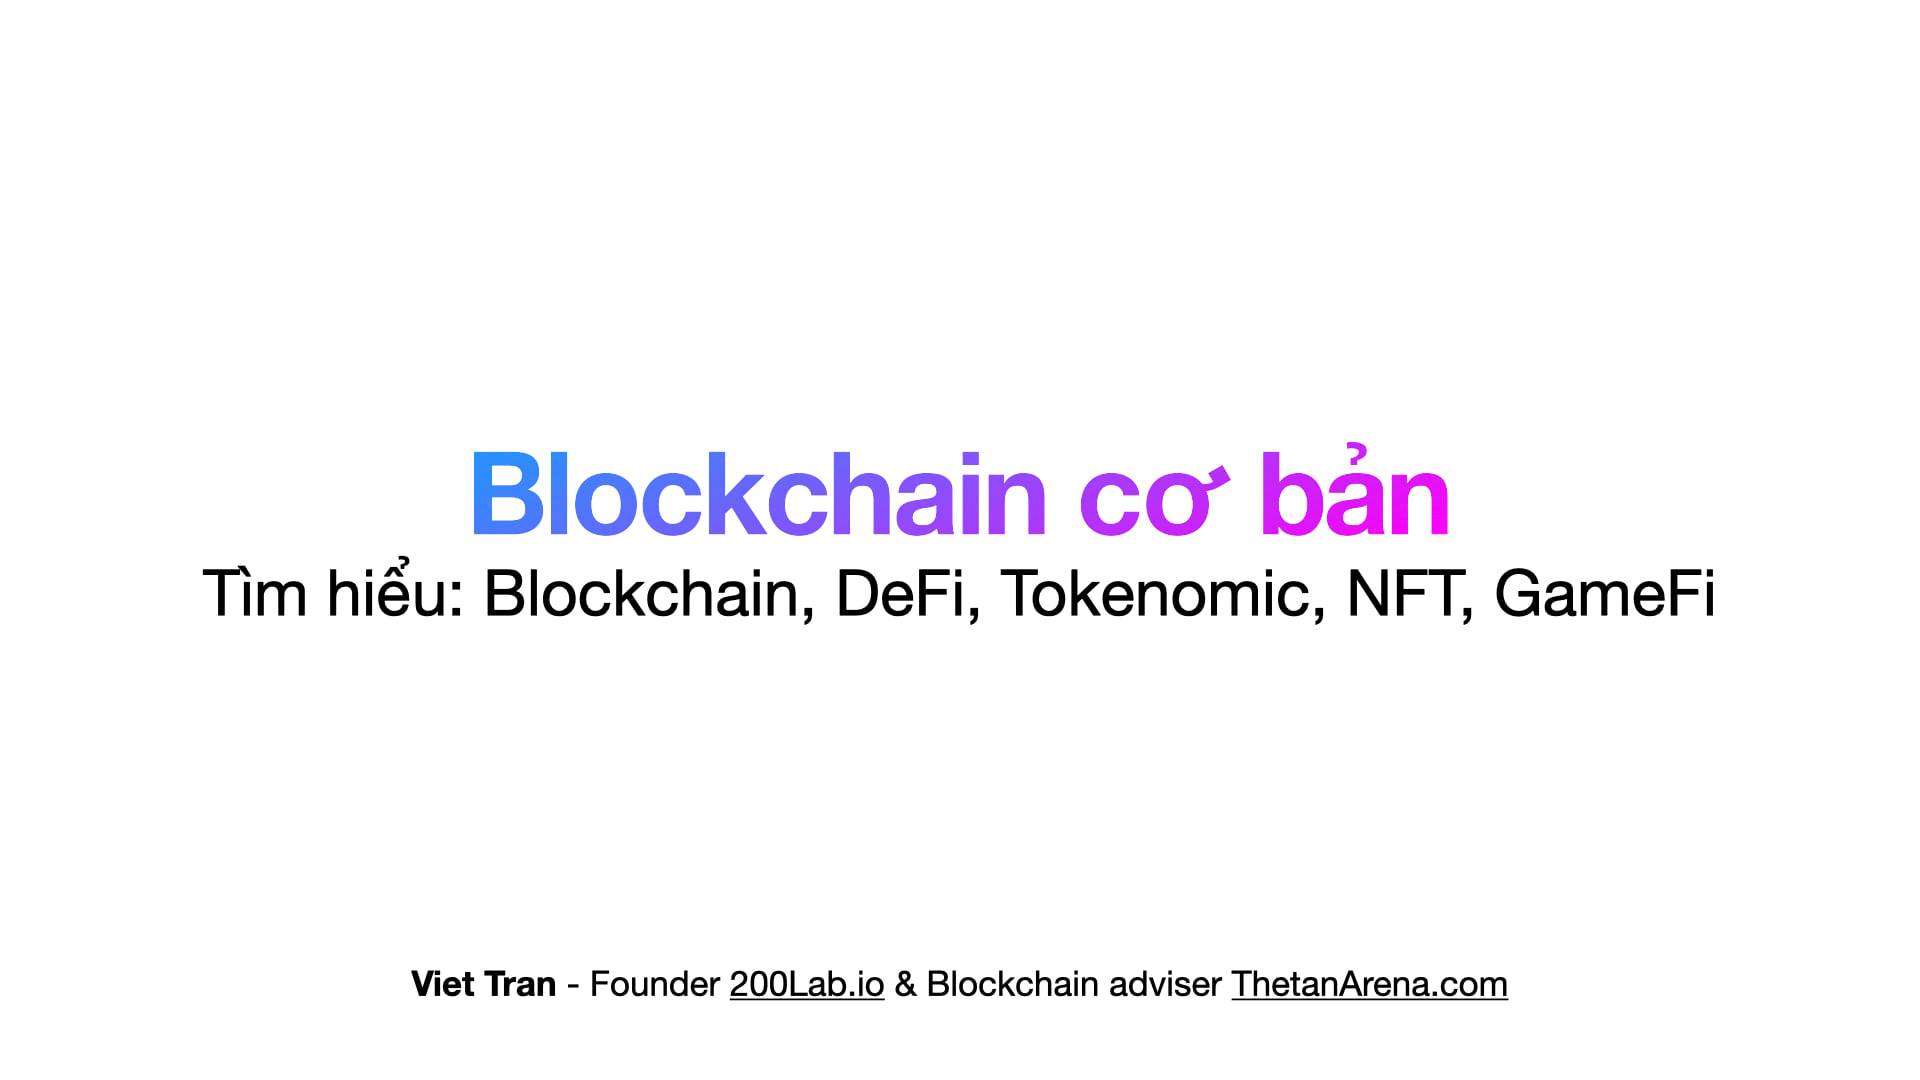 Blockchain cơ bản
Tìm hiểu: Blockchain, DeFi, Tokenomic, NFT, GameFi
Viet Tran - Founder 200Lab.io & Blockchain adviser ThetanArena.com